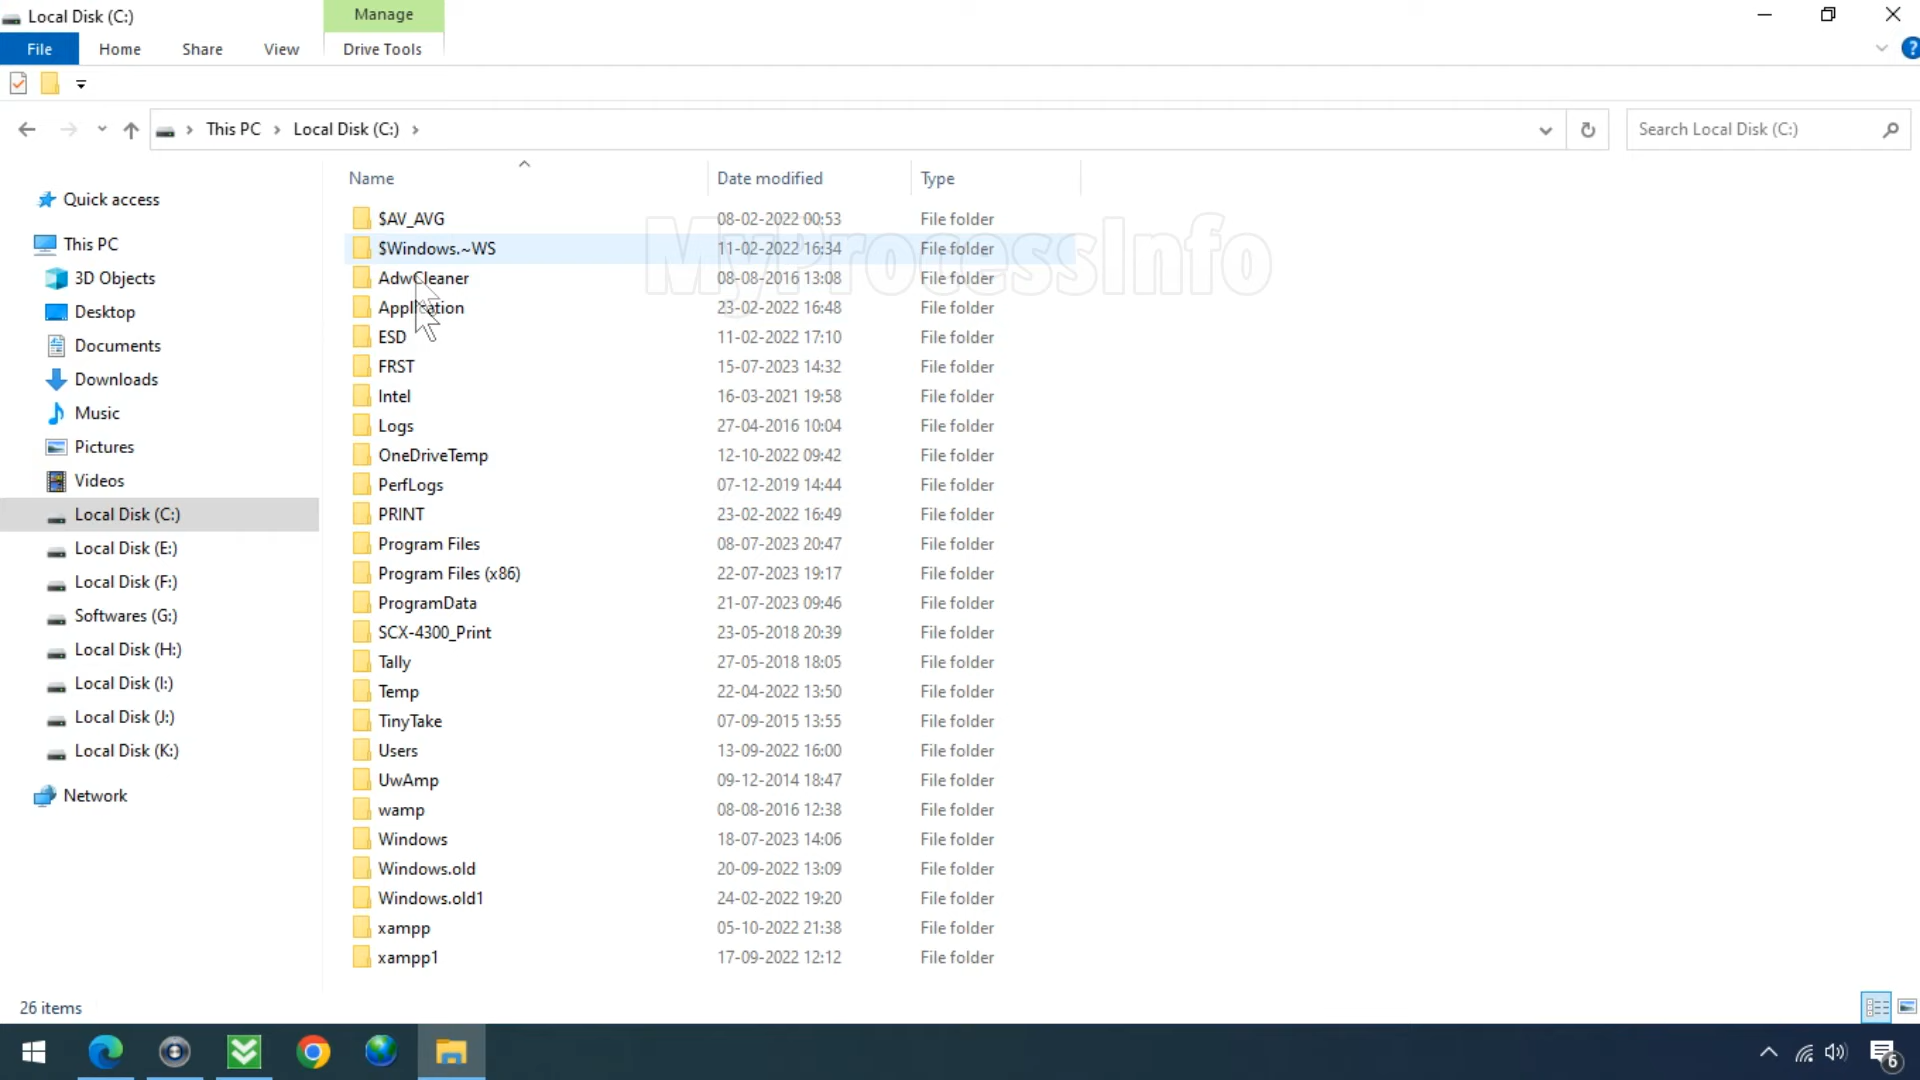 Local Disk (C:)
Manage
File Home Share View Drive Tools
This PC Local Disk (C:)
Search Local Disk (C:)
Name Date modified Type
Quick access
This PC
3D Objects
Desktop
Documents
Downloads
Music
Pictures
Videos
Local Disk (C:)
Local Disk (E:)
Local Disk (F:)
Softwares (G:)
Local Disk (H:)
Local Disk (I:)
Local Disk (J:)
Local Disk (K:)
Network
$AV_AVG 08-02-2022 00:53 File folder
$Windows.~WS 11-02-2022 16:34 File folder
AdwCleaner 08-08-2016 13:08 File folder
Application 23-02-2022 16:48 File folder
ESD 11-02-2022 17:10 File folder
FRST 15-07-2023 14:32 File folder
Intel 16-03-2021 19:58 File folder
Logs 27-04-2016 10:04 File folder
OneDriveTemp 12-10-2022 09:42 File folder
PerfLogs 07-12-2019 14:44 File folder
PRINT 23-02-2022 16:49 File folder
Program Files 08-07-2023 20:47 File folder
Program Files (x86) 22-07-2023 19:17 File folder
ProgramData 21-07-2023 09:46 File folder
SCX-4300_Print 23-05-2018 20:39 File folder
Tally 27-05-2018 18:05 File folder
Temp 22-04-2022 13:50 File folder
TinyTake 07-09-2015 13:55 File folder
Users 13-09-2022 16:00 File folder
UwAmp 09-12-2014 18:47 File folder
wamp 08-08-2016 12:38 File folder
Windows 18-07-2023 14:06 File folder
Windows.old 20-09-2022 13:09 File folder
Windows.old1 24-02-2022 19:20 File folder
xampp 05-10-2022 21:38 File folder
xampp1 17-09-2022 12:12 File folder
MyProcessInfo
26 items
6